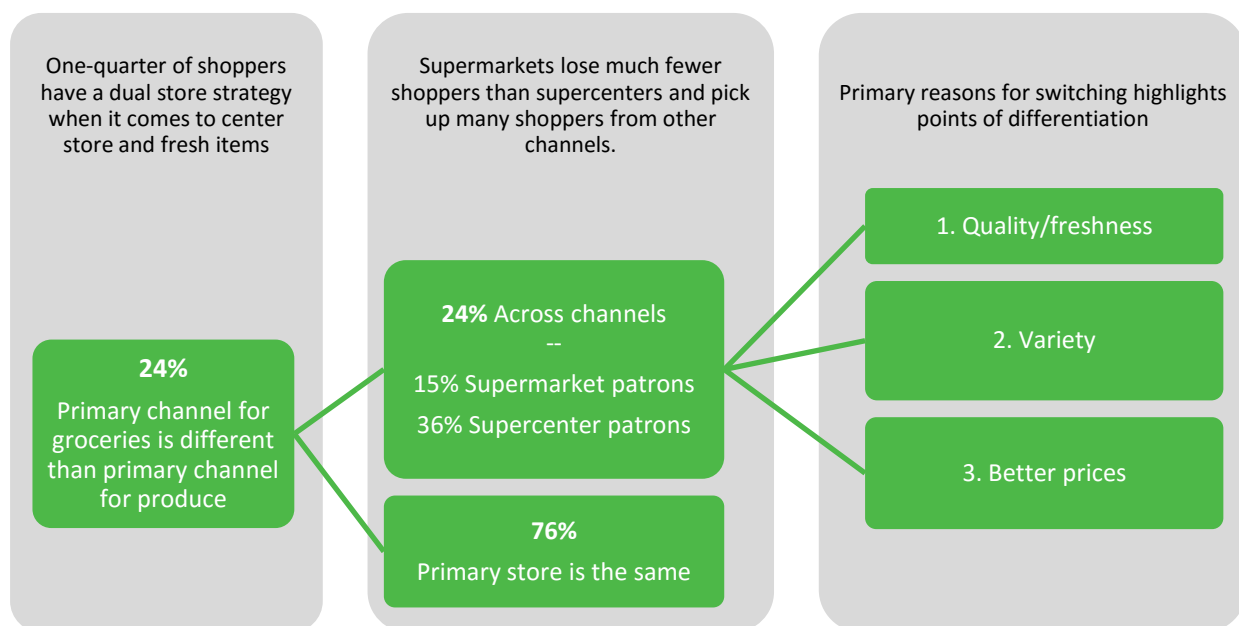 One-quarter of shoppers
have a dual store strategy
when it comes to center
store and fresh items
24%
Primary channel for
groceries is different
than primary channel
for produce
Supermarkets lose much fewer
shoppers than supercenters and pick
up many shoppers from other
channels.
24% Across channels
--
15% Supermarket patrons
36% Supercenter patrons
76%
Primary store is the same
Primary reasons for switching highlights
points of differentiation
1. Quality/freshness
2. Variety
3. Better prices